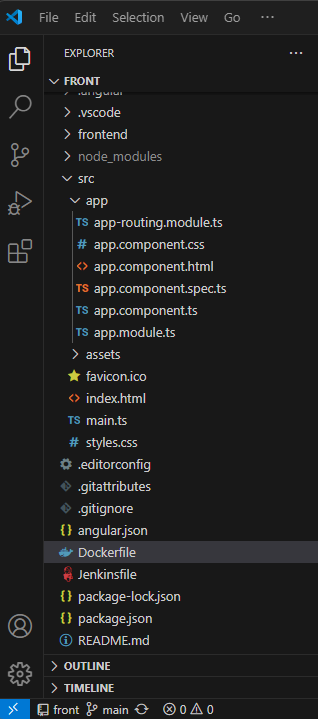 File Edit Selection View Go ...
EXPLORER ...
FRONT
.angular
.vscode
frontend
node_modules
src
app
TS app-routing.module.ts
# app.component.css
<> app.component.html
TS app.component.spec.ts
TS app.component.ts
TS app.module.ts
assets
favicon.ico
<> index.html
TS main.ts
# styles.css
.editorconfig
.gitattributes
.gitignore
{} angular.json
Dockerfile
Jenkinsfile
{} package-lock.json
{} package.json
README.md
OUTLINE
TIMELINE
front main 0 0